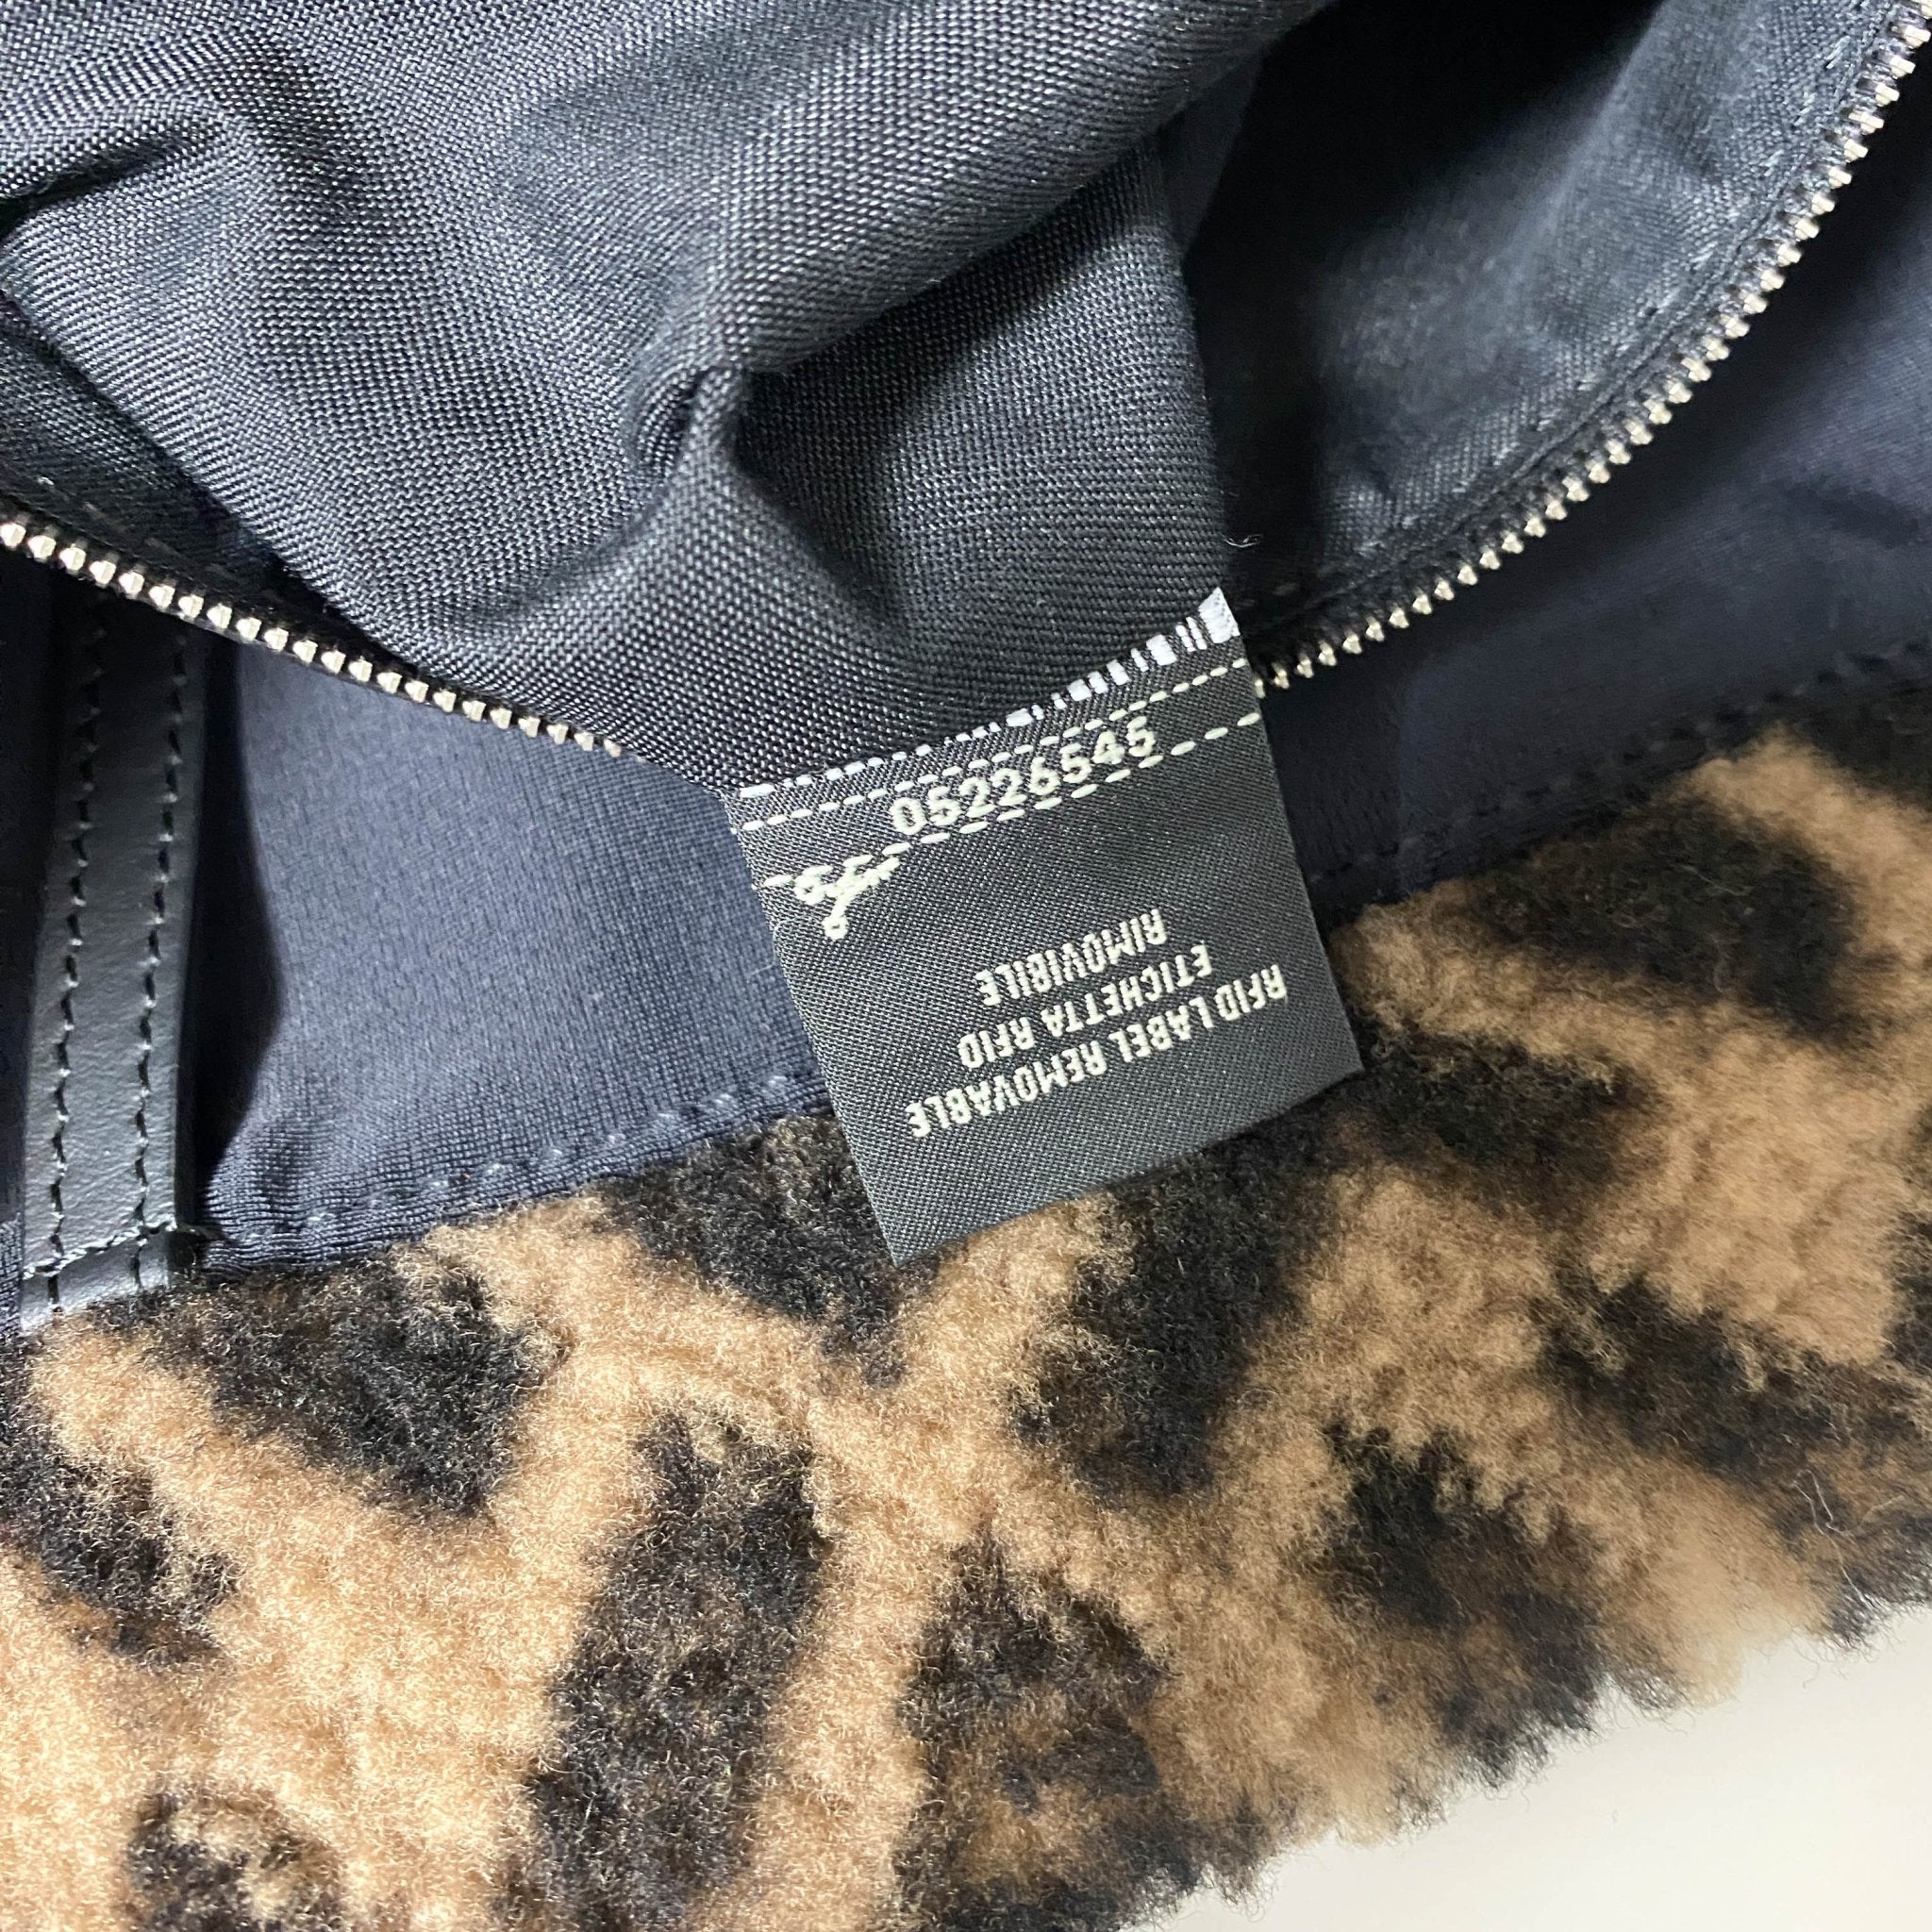 05226545
RFID LABEL REMOVABLE
ETICHETTA RFID
RIMOVIBILE